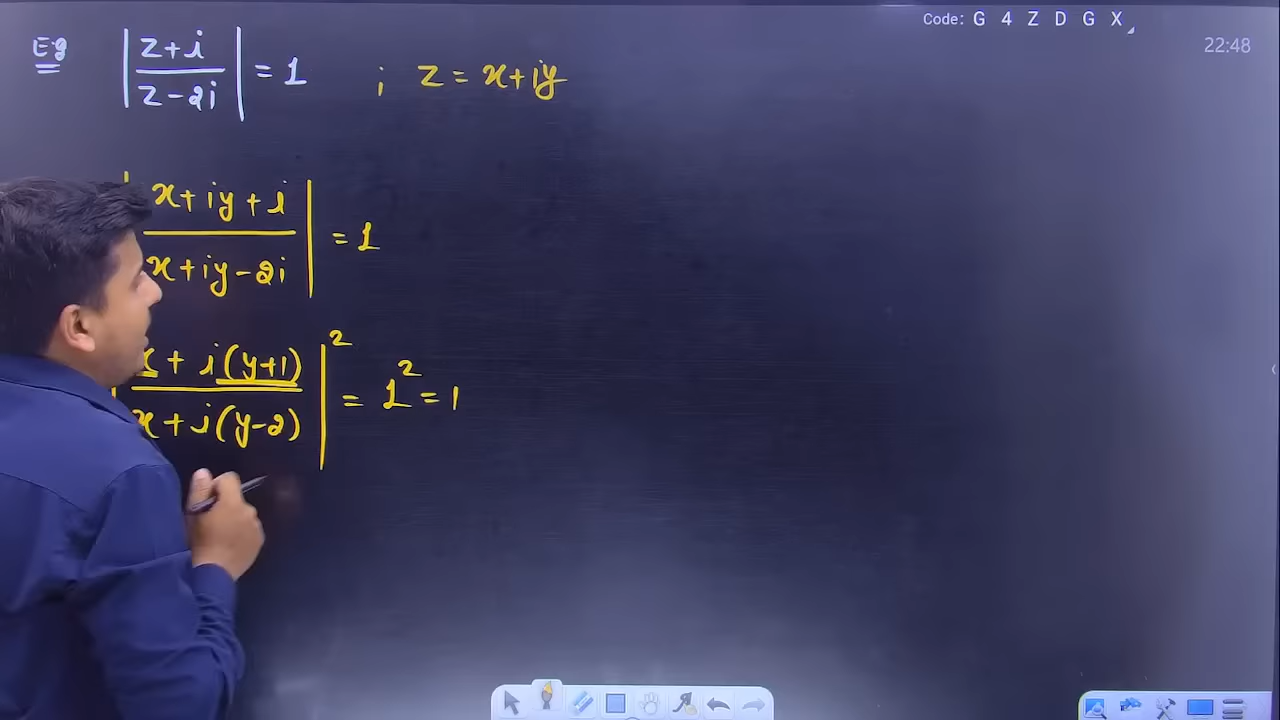 Code: G 4 Z D G X
22:48
Eg |z+i / z-2i| = 1 ; z = x+iy
|x+iy+i / x+iy-2i| = 1
|x+i(y+1) / x+i(y-2)|² = 1² = 1